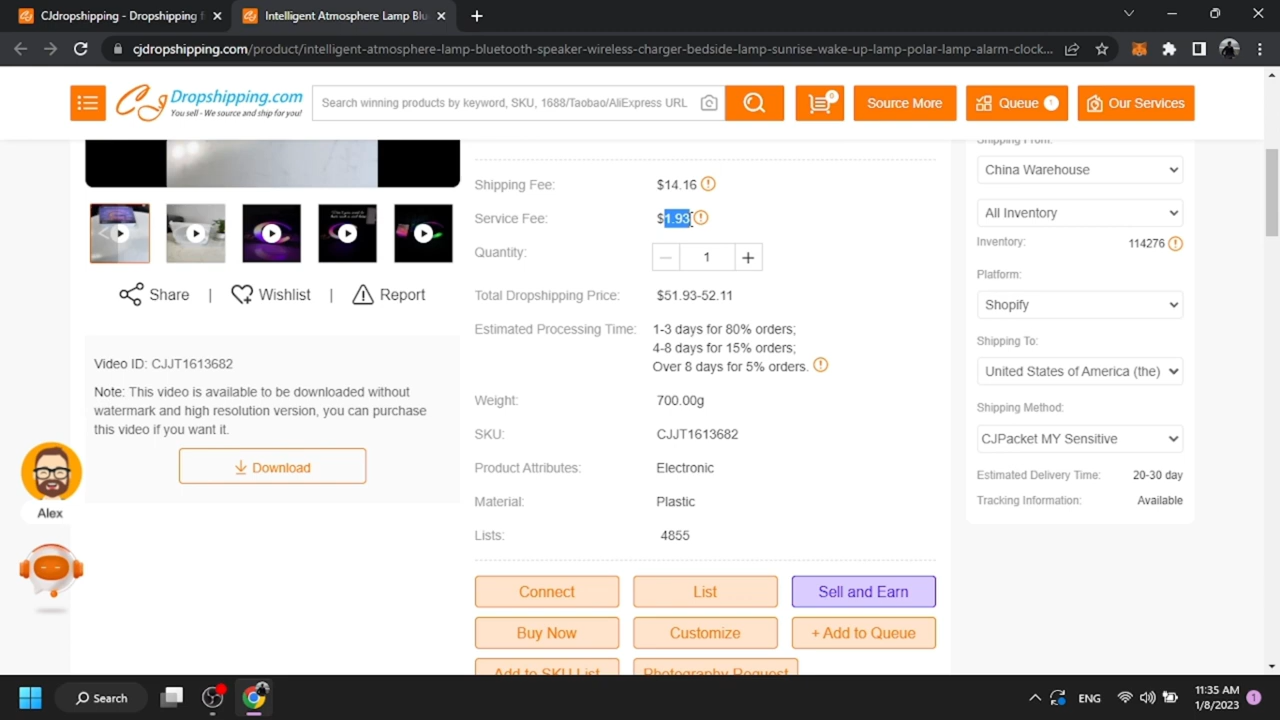 CJdropshipping - Dropshipping f
Intelligent Atmosphere Lamp Blu
cjdropshipping.com/product/intelligent-atmosphere-lamp-bluetooth-speaker-wireless-charger-bedside-lamp-sunrise-wake-up-lamp-polar-lamp-alarm-clock...
Dropshipping.com
You sell - We source and ship for you!
Search winning products by keyword, SKU, 1688/Taobao/AliExpress URL
0
Source More
Queue 1
Our Services
Shipping From:
China Warehouse
All Inventory
Inventory: 114276
Platform:
Shopify
Shipping To:
United States of America (the)
Shipping Method:
CJPacket MY Sensitive
Estimated Delivery Time: 20-30 day
Tracking Information: Available
Shipping Fee: $14.16
Service Fee: $1.93
Quantity: 1
Total Dropshipping Price: $51.93-52.11
Estimated Processing Time: 1-3 days for 80% orders;
4-8 days for 15% orders;
Over 8 days for 5% orders.
Weight: 700.00g
SKU: CJJT1613682
Product Attributes: Electronic
Material: Plastic
Lists: 4855
Connect
List
Sell and Earn
Buy Now
Customize
+ Add to Queue
Add to SKU List
Photography Request
Share | Wishlist | Report
Video ID: CJJT1613682
Note: This video is available to be downloaded without
watermark and high resolution version, you can purchase
this video if you want it.
Download
Alex
Search
ENG
11:35 AM
1/8/2023
1